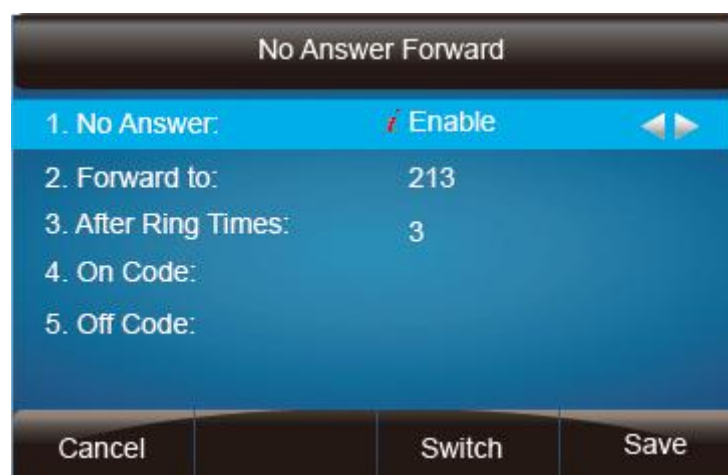 No Answer Forward
1. No Answer: i Enable
2. Forward to: 213
3. After Ring Times: 3
4. On Code:
5. Off Code:
Cancel Switch Save